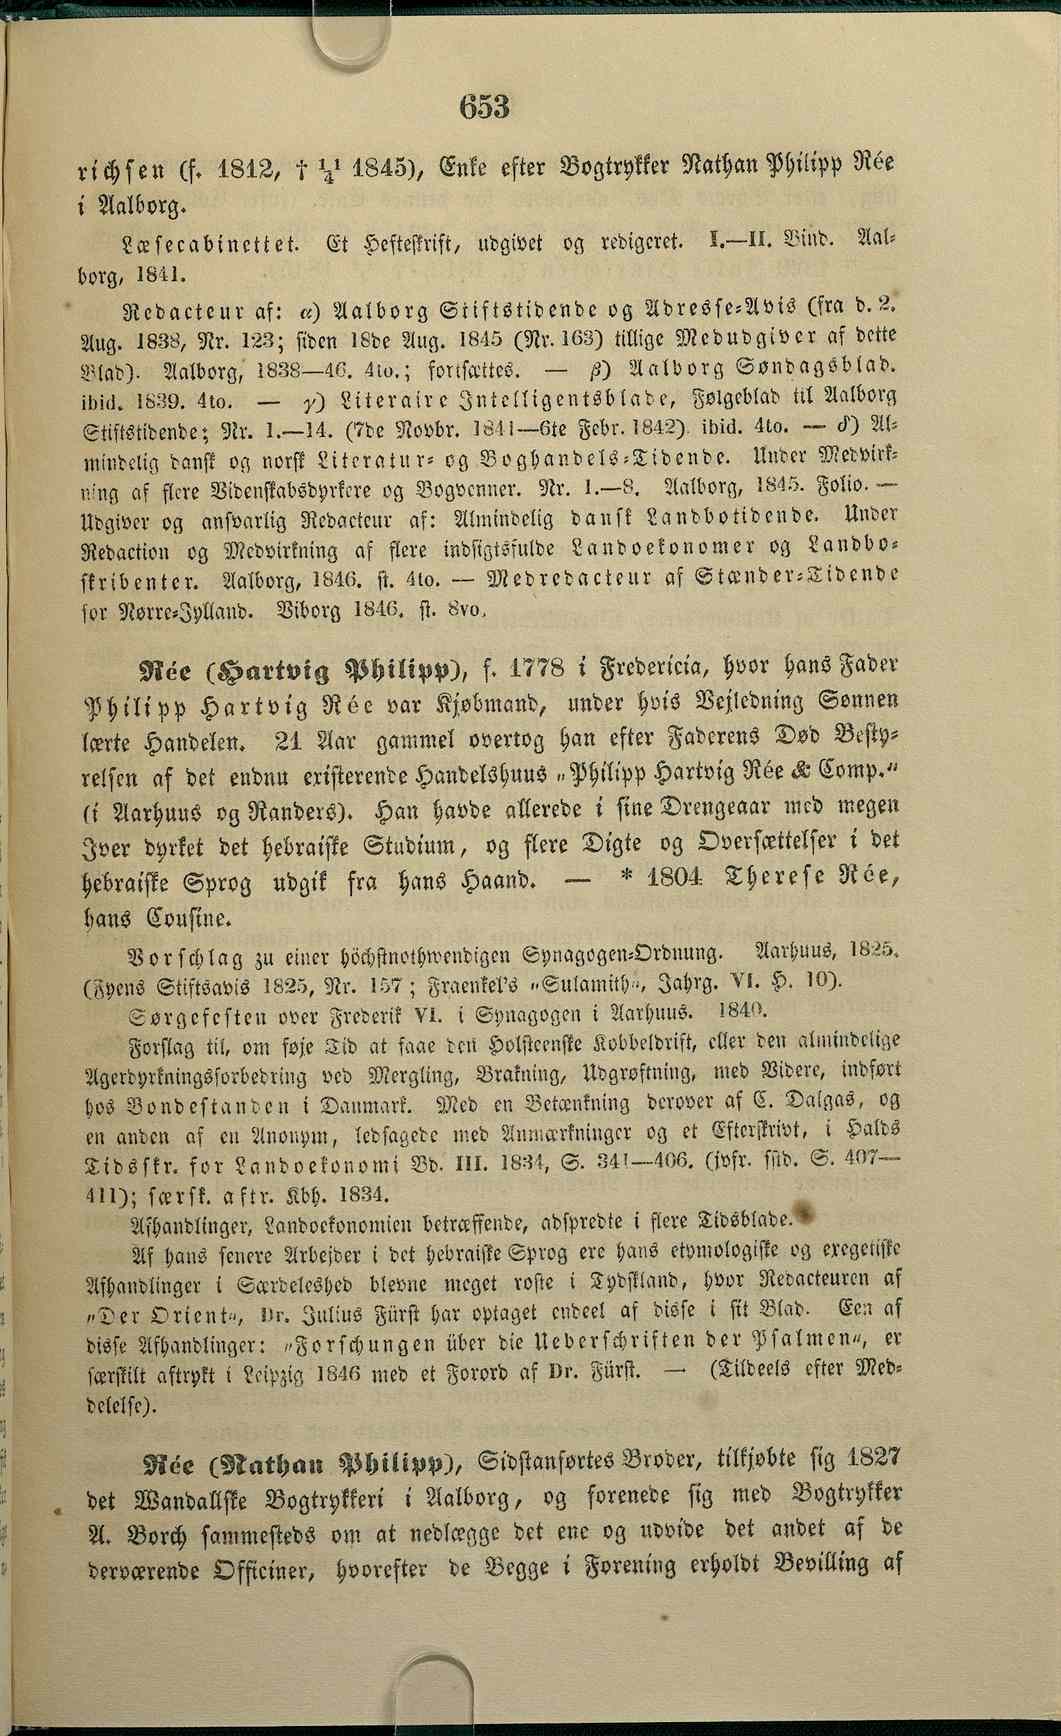 653
richsen (f. 1812, † 11/4 1845), Enke efter Bogtrykker Nathan Philipp Rée
i Aalborg.
Læsecabinettet. Et Hefteskrift, udgivet og redigeret. I.—II. Bind. Aal-
borg, 1841.
Redacteur af: α) Aalborg Stiftstidende og Adresse-Avis (fra d. 2.
Aug. 1838, Nr. 123; siden 18de Aug. 1845 (Nr. 163) tillige Medudgiver af dette
Blad). Aalborg, 1838—46. 4to.; fortsættes. — β) Aalborg Søndagsblad.
ibid. 1839. 4to. — γ) Literaire Intelligentsblade, Følgeblad til Aalborg
Stiftstidende; Nr. 1.—14. (7de Novbr. 1841—6te Febr. 1842). ibid. 4to. — δ) Al-
mindelig dansk og norsk Literatur- og Boghandels-Tidende. Under Medvirk-
ning af flere Videnskabsdyrkere og Bogvenner. Nr. 1.—8. Aalborg, 1845. Folio. —
Udgiver og ansvarlig Redacteur af: Almindelig dansk Landbotidende. Under
Redaction og Medvirkning af flere indsigtsfulde Landoekonomer og Landbo-
skribenter. Aalborg, 1846. st. 4to. — Medredacteur af Stænder-Tidende
for Nørre-Jylland. Viborg 1846. st. 8vo.
Rée (Hartvig Philipp), f. 1778 i Fredericia, hvor hans Fader
Philipp Hartvig Rée var Kjøbmand, under hvis Vejledning Sønnen
lærte Handelen. 21 Aar gammel overtog han efter Faderens Død Besty-
relsen af det endnu existerende Handelshuus „Philipp Hartvig Rée & Comp.“
(i Aarhuus og Randers). Han havde allerede i sine Drengeaar med megen
Iver dyrket det hebraiske Studium, og flere Digte og Oversættelser i det
hebraiske Sprog udgik fra hans Haand. — * 1804 Therese Rée,
hans Cousine.
Vorschlag zu einer höchstnothwendigen Synagogen-Ordnung. Aarhuus, 1825.
(Fyens Stiftsavis 1825, Nr. 157; Fraenkel's „Sulamith“, Jahrg. VI. H. 10).
Sørgefesten over Frederik VI. i Synagogen i Aarhuus. 1840.
Forslag til, om føje Tid at faae den Holsteenske Kobbeldrift, eller den almindelige
Agerdyrkningsforbedring ved Mergling, Brakning, Udgrøftning, med Videre, indført
hos Bondestanden i Danmark. Med en Betænkning derover af C. Dalgas, og
en anden af en Anonym, ledsagede med Anmærkninger og et Efterskrivt, i Halds
Tidsskr. for Landoekonomi Bd. III. 1834, S. 341—406. (jvfr. sstd. S. 407—
411); særsk. aftr. Kbh. 1834.
Afhandlinger, Landoekonomien betræffende, adspredte i flere Tidsblade.
Af hans senere Arbejder i det hebraiske Sprog ere hans etymologiske og exegetiske
Afhandlinger i Særdeleshed blevne meget roste i Tydskland, hvor Redacteuren af
„Der Orient“, Dr. Julius Fürst har optaget endeel af disse i sit Blad. Een af
disse Afhandlinger: „Forschungen über die Ueberschriften der Psalmen“, er
særskilt aftrykt i Leipzig 1846 med et Forord af Dr. Fürst. — (Tildeels efter Med-
delelse).
Rée (Nathan Philipp), Sidstanførtes Broder, tilkjøbte sig 1827
det Wandallske Bogtrykkeri i Aalborg, og forenede sig med Bogtrykker
A. Borch sammesteds om at nedlægge det ene og udvide det andet af de
derværende Officiner, hvorefter de Begge i Forening erholdt Bevilling af